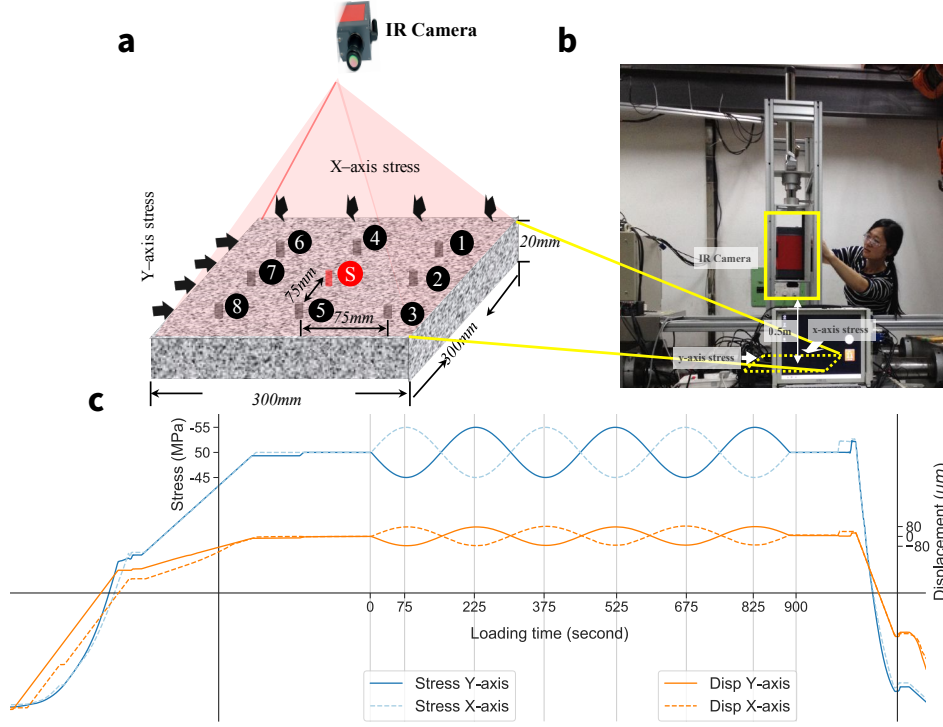 a
IR Camera
X–axis stress
Y–axis stress
6
4
1
7
S
2
8
5
3
75mm
75mm
20mm
300mm
300mm
b
IR Camera
0.5m
x-axis stress
y-axis stress
c
Stress (MPa)
-55
50
-45
80
0
−80
Displacement (μm)
0 75 225 375 525 675 825 900
Loading time (second)
Stress Y-axis
Stress X-axis
Disp Y-axis
Disp X-axis